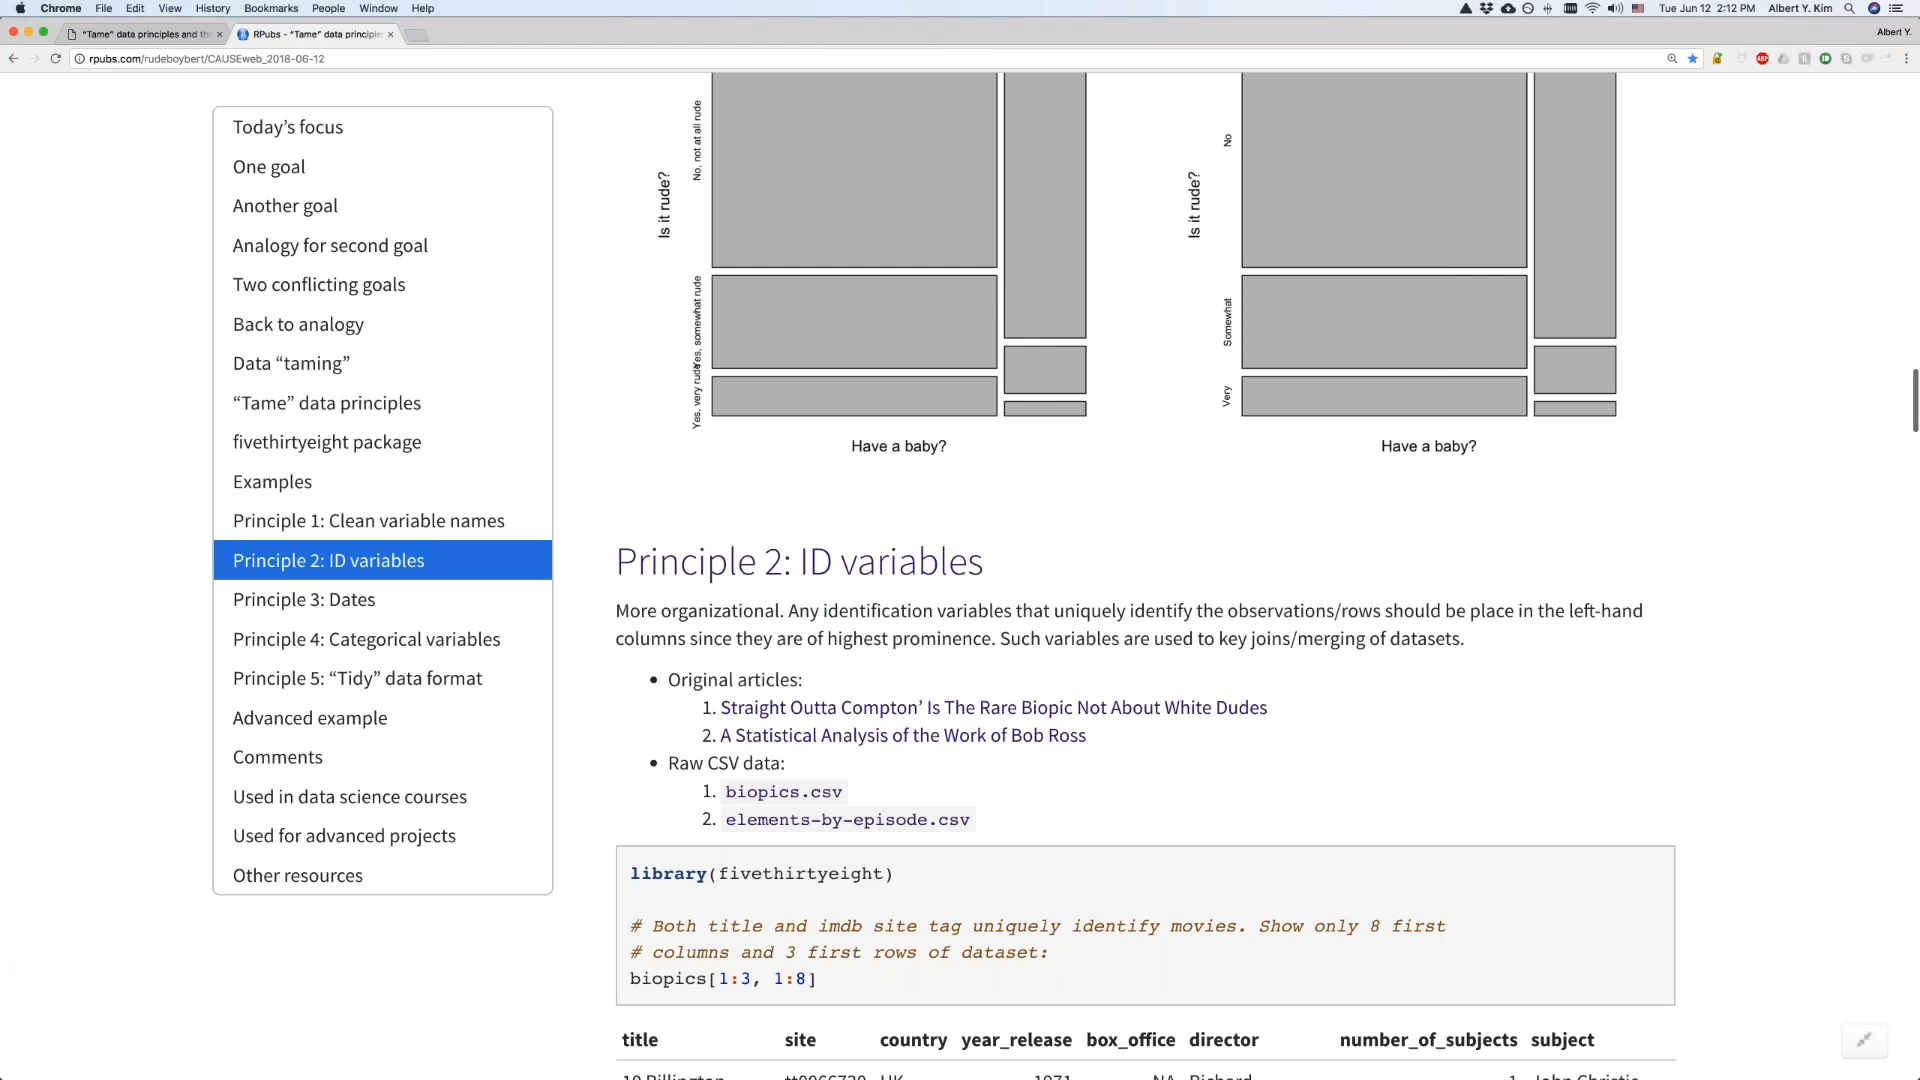 Chrome File Edit View History Bookmarks People Window Help Tue Jun 12 2:12 PM Albert Y. Kim
"Tame" data principles and th RPubs - "Tame" data principle Albert Y.
rpubs.com/rudeboybert/CAUSEweb_2018-06-12
Today's focus
One goal
Another goal
Analogy for second goal
Two conflicting goals
Back to analogy
Data “taming”
“Tame” data principles
fivethirtyeight package
Examples
Principle 1: Clean variable names
Principle 2: ID variables
Principle 3: Dates
Principle 4: Categorical variables
Principle 5: “Tidy” data format
Advanced example
Comments
Used in data science courses
Used for advanced projects
Other resources
Is it rude?
No, not at all rude
Yes, somewhat rude
Yes, very rude
Have a baby?
Is it rude?
No
Somewhat
Very
Have a baby?
Principle 2: ID variables
More organizational. Any identification variables that uniquely identify the observations/rows should be place in the left-hand
columns since they are of highest prominence. Such variables are used to key joins/merging of datasets.
Original articles:
1. Straight Outta Compton’ Is The Rare Biopic Not About White Dudes
2. A Statistical Analysis of the Work of Bob Ross
Raw CSV data:
1. biopics.csv
2. elements-by-episode.csv
library(fivethirtyeight)
# Both title and imdb site tag uniquely identify movies. Show only 8 first
# columns and 3 first rows of dataset:
biopics[1:3, 1:8]
title site country year_release box_office director number_of_subjects subject
10 Rillington tt0066730 UK 1971 NA Richard 1 John Christie